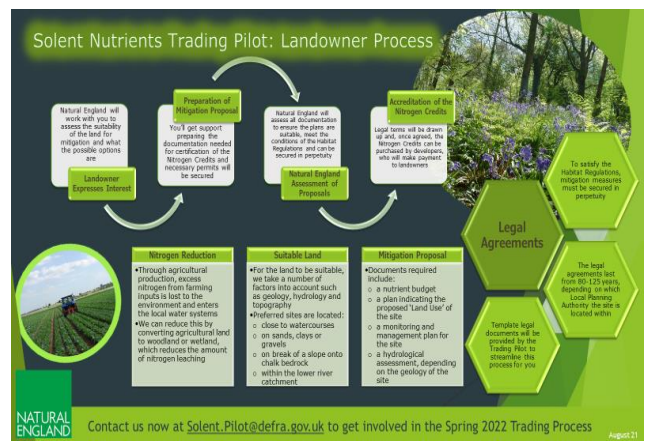 Solent Nutrients Trading Pilot: Landowner Process
Natural England will
work with you to
assess the suitability
of the land for
mitigation and what
the possible options
are
Landowner
Expresses Interest
Preparation of
Mitigation Proposal
You'll get support
preparing the
documentation needed
for certification of the
Nitrogen Credits and
necessary permits will
be secured
Natural England will
assess all documentation
to ensure the plans are
suitable, meet the
conditions of the Habitat
Regulations and can be
secured in perpetuity
Natural England
Assessment of
Proposals
Accreditation of the
Nitrogen Credits
Legal terms will be drawn
up and, once agreed, the
Nitrogen Credits can be
purchased by developers,
who will make payment
to landowners
Nitrogen Reduction
•Through agricultural
production, excess
nitrogen from farming
inputs is lost to the
environment and enters
the local water systems
•We can reduce this by
converting agricultural land
to woodland or wetland,
which reduces the amount
of nitrogen leaching
Suitable Land
•For the land to be suitable,
we take a number of
factors into account such
as geology, hydrology and
topography
•Preferred sites are located:
o close to watercourses
o on sands, clays or
gravels
o on break of a slope onto
chalk bedrock
o within the lower river
catchment
Mitigation Proposal
•Documents required
include:
o a nutrient budget
o a plan indicating the
proposed 'Land Use' of
the site
o a monitoring and
management plan for
the site
o a hydrological
assessment, depending
on the geology of the
site
Legal
Agreements
To satisfy the
Habitat Regulations,
mitigation measures
must be secured in
perpetuity
The legal
agreements last
from 80-125 years,
depending on which
Local Planning
Authority the site is
located within
Template legal
documents will be
provided by the
Trading Pilot to
streamline this
process for you
NATURAL
ENGLAND
Contact us now at Solent.Pilot@defra.gov.uk to get involved in the Spring 2022 Trading Process
August 21